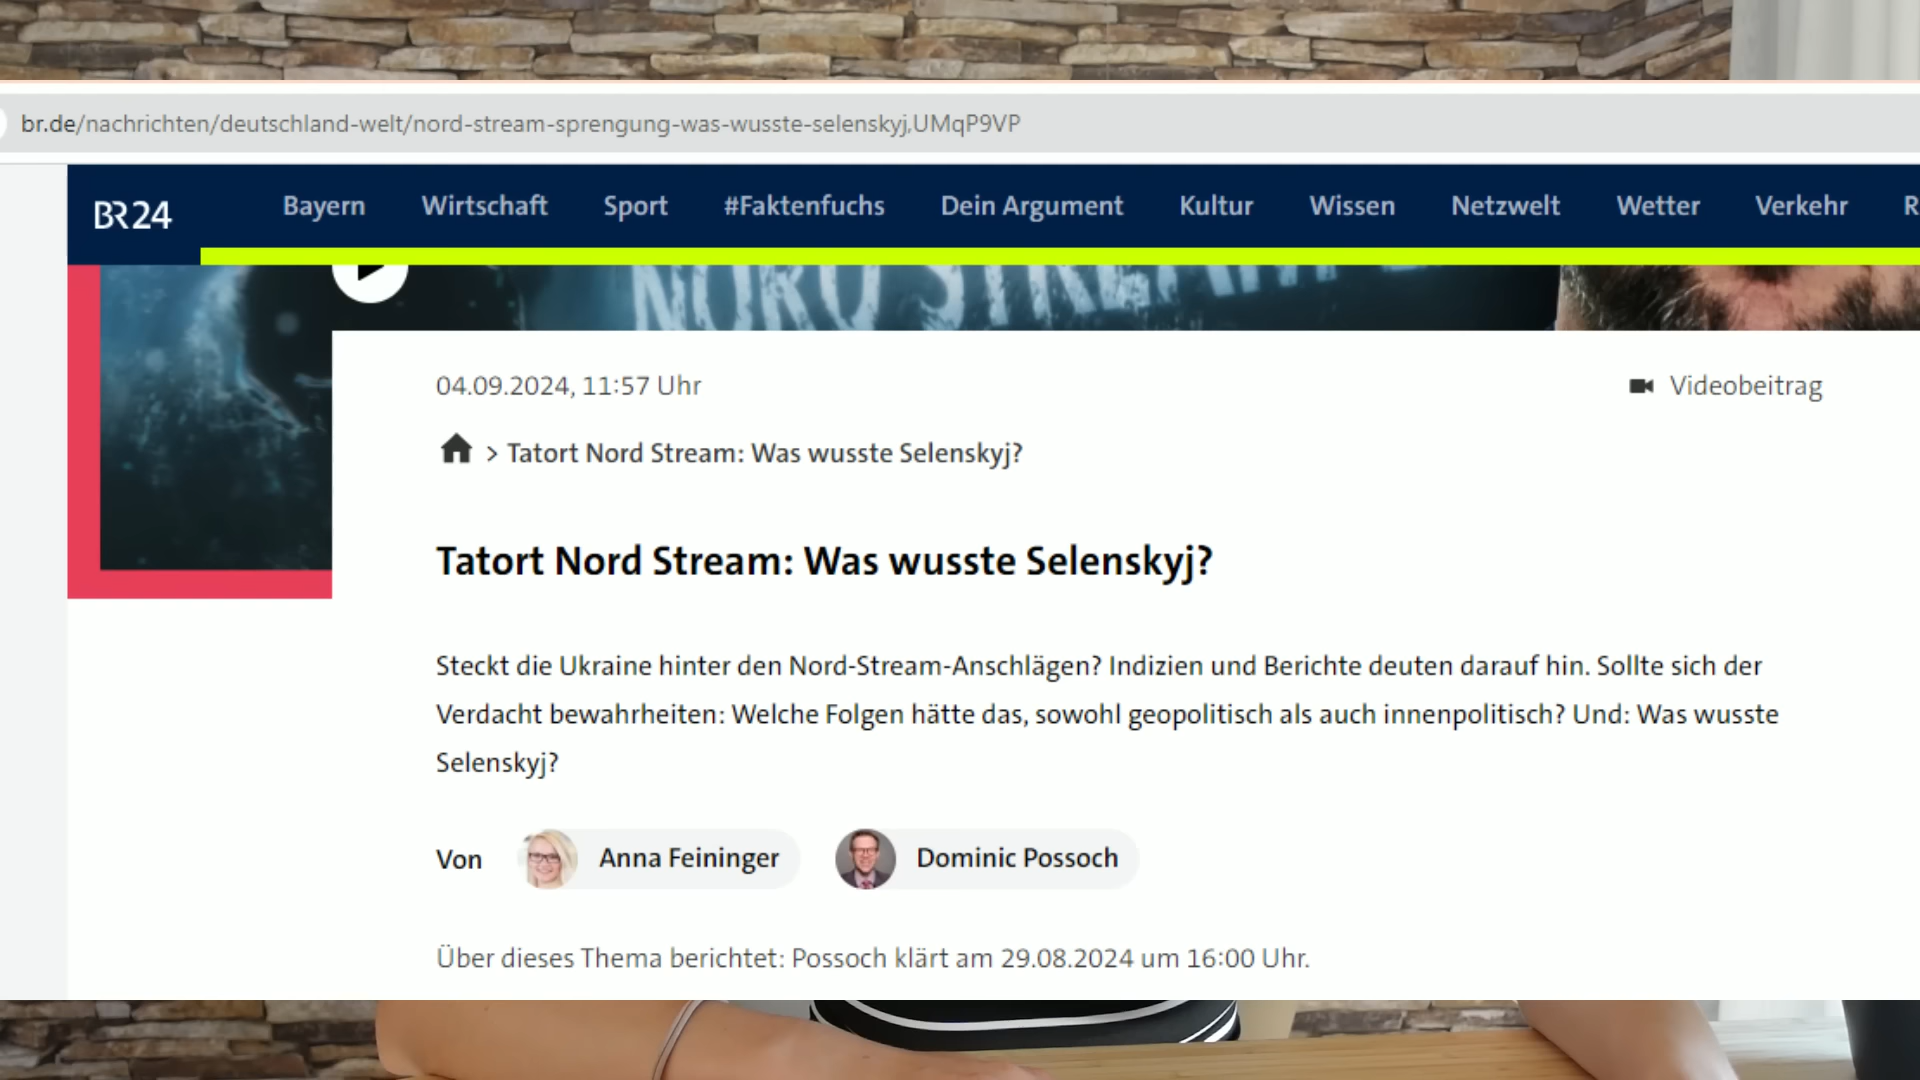 br.de/nachrichten/deutschland-welt/nord-stream-sprengung-was-wusste-selenskyj,UMqP9VP
BR24 Bayern Wirtschaft Sport #Faktenfuchs Dein Argument Kultur Wissen Netzwelt Wetter Verkehr R
NORD STREAM
04.09.2024, 11:57 Uhr Videobeitrag
> Tatort Nord Stream: Was wusste Selenskyj?
Tatort Nord Stream: Was wusste Selenskyj?
Steckt die Ukraine hinter den Nord-Stream-Anschlägen? Indizien und Berichte deuten darauf hin. Sollte sich der
Verdacht bewahrheiten: Welche Folgen hätte das, sowohl geopolitisch als auch innenpolitisch? Und: Was wusste
Selenskyj?
Von Anna Feininger Dominic Possoch
Über dieses Thema berichtet: Possoch klärt am 29.08.2024 um 16:00 Uhr.